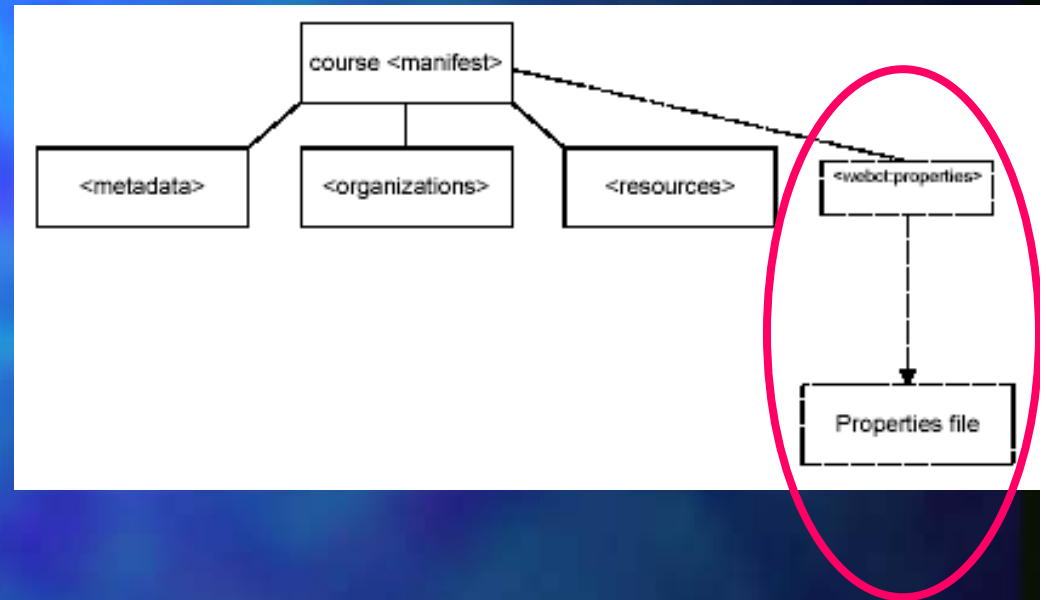 course <manifest>
<metadata>
<organizations>
<resources>
<webct:properties>
Properties file